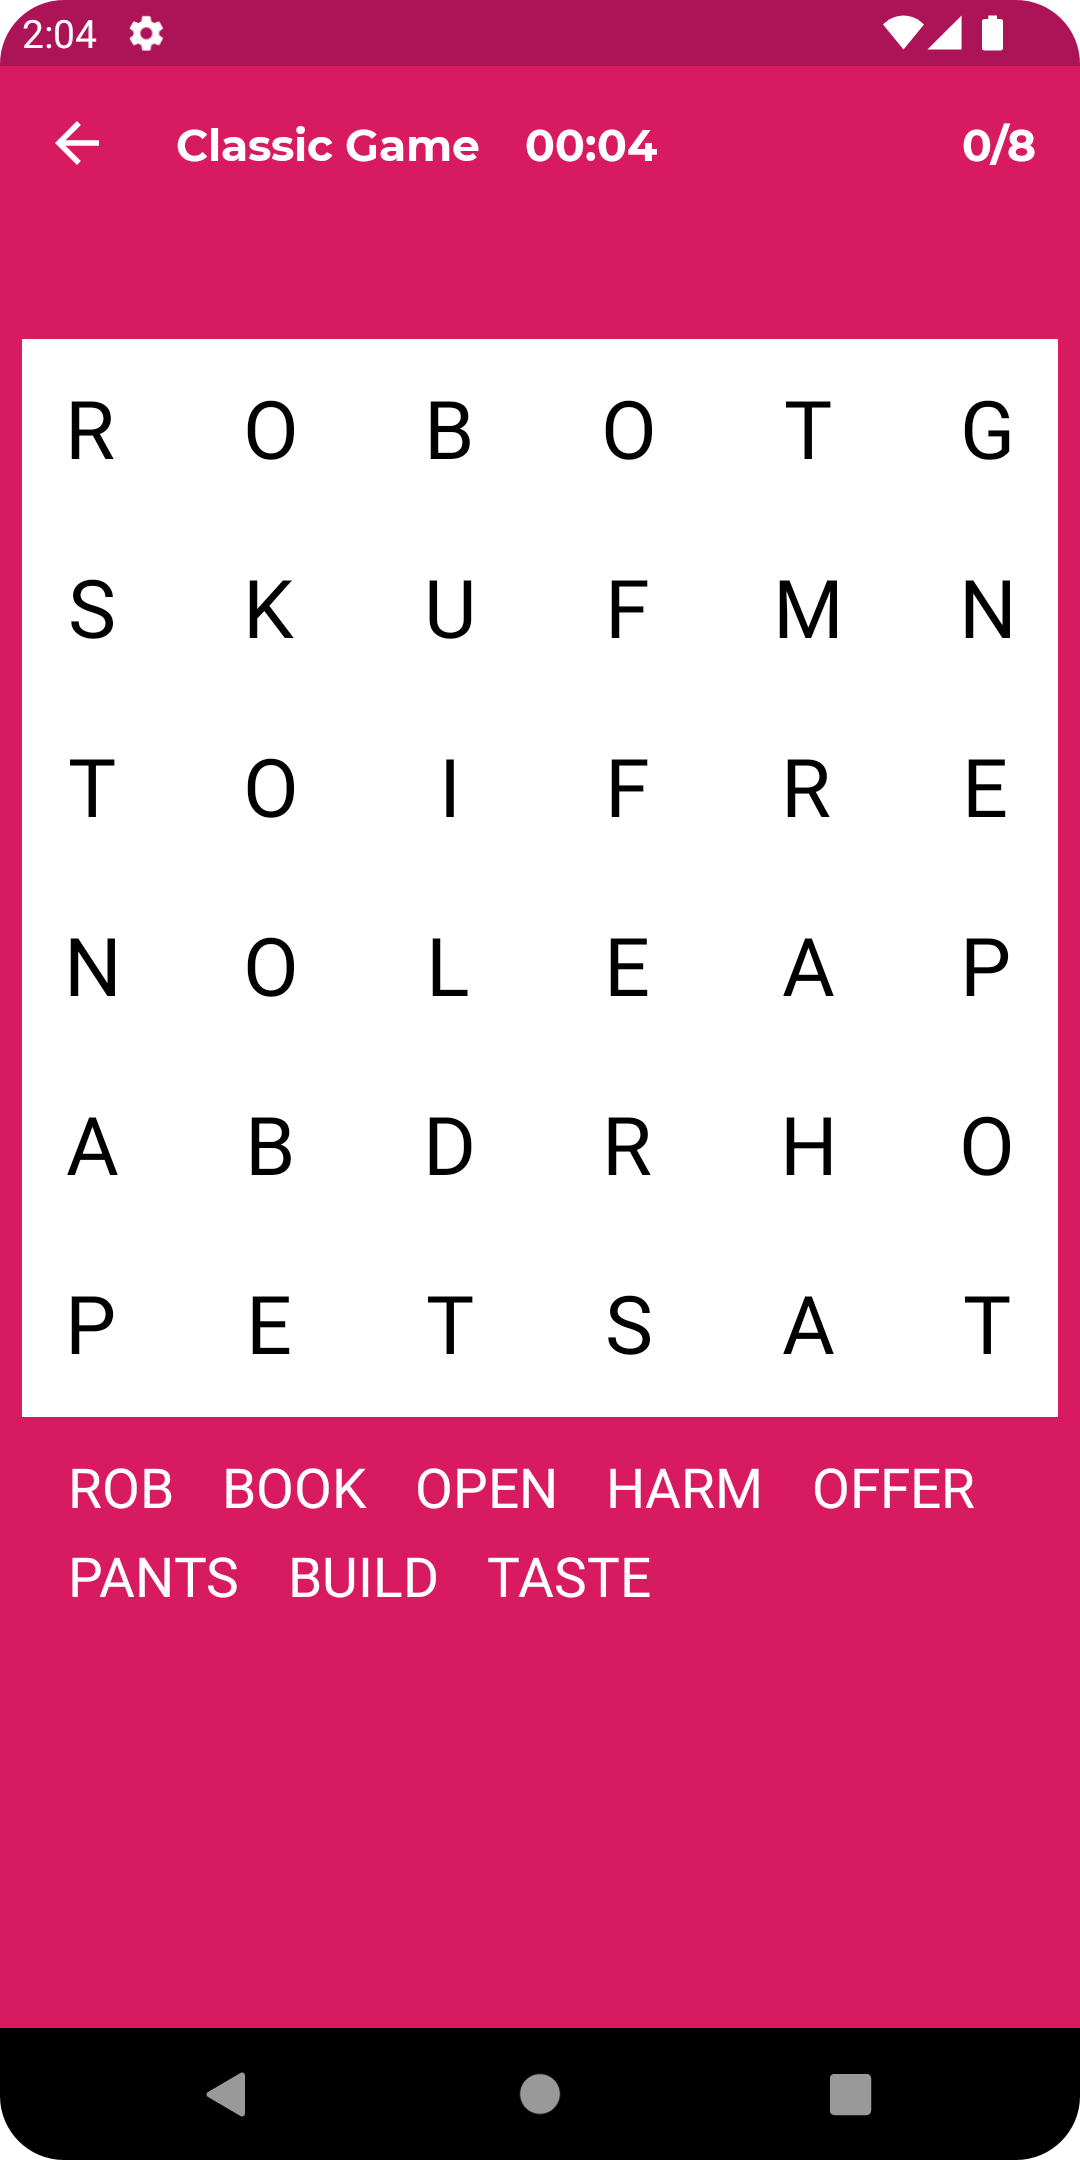 2:04
Classic Game 00:04 0/8
R O B O T G
S K U F M N
T O I F R E
N O L E A P
A B D R H O
P E T S A T
ROB BOOK OPEN HARM OFFER
PANTS BUILD TASTE